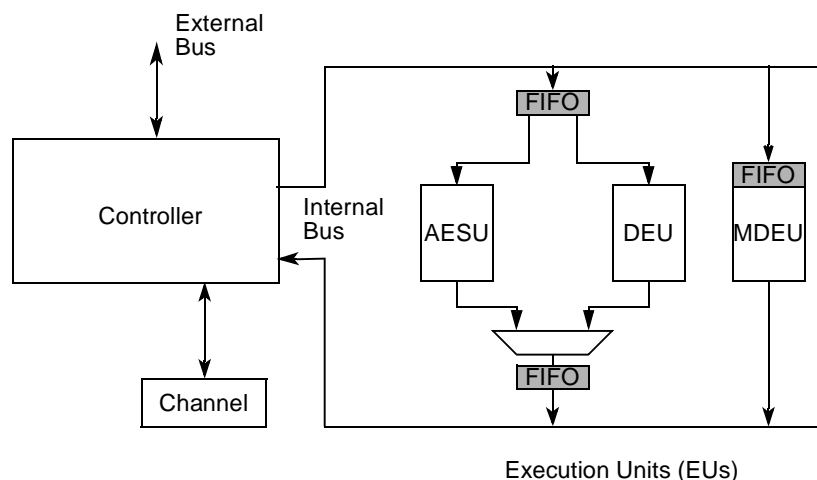 External
Bus
FIFO
FIFO
Controller
Internal
Bus
AESU
DEU
MDEU
FIFO
Channel
Execution Units (EUs)